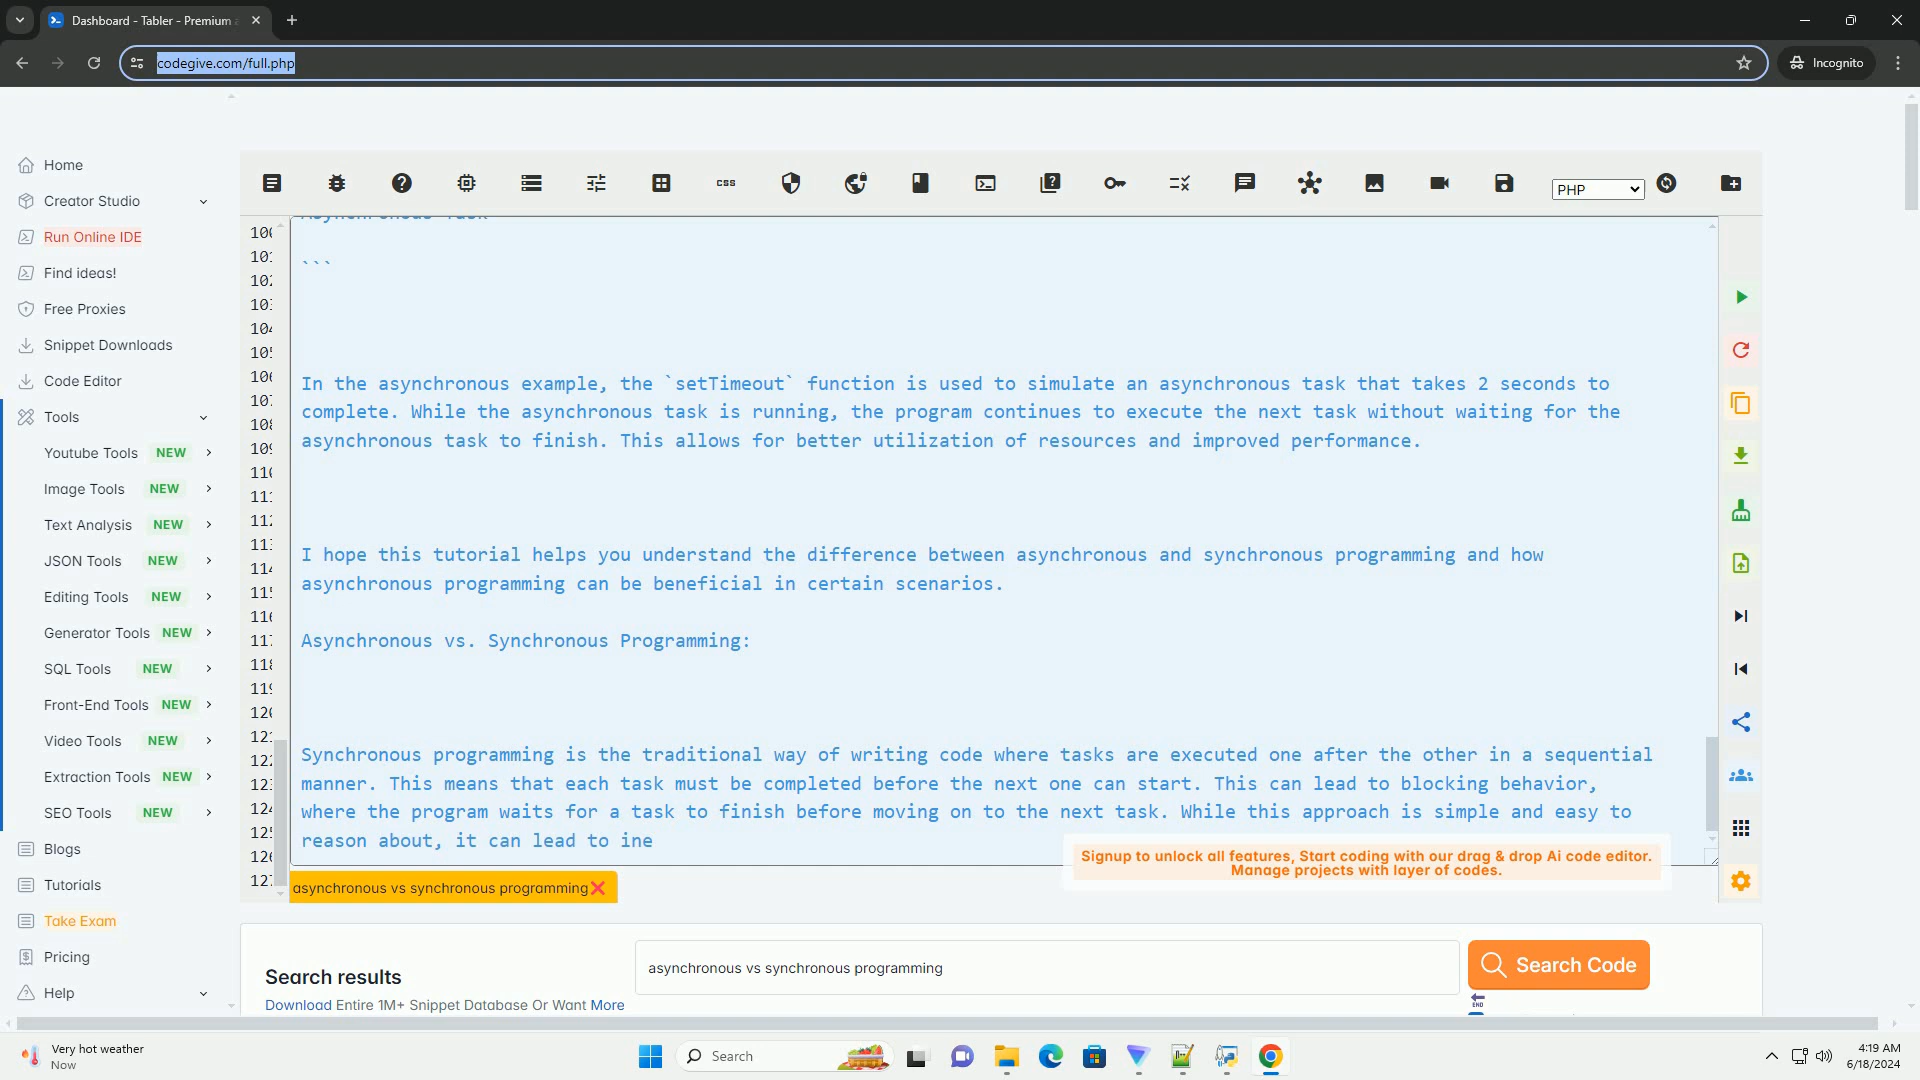 Dashboard - Tabler - Premium
codegive.com/full.php
Incognito
Home
Creator Studio
Run Online IDE
Find ideas!
Free Proxies
Snippet Downloads
Code Editor
Tools
Youtube Tools NEW
Image Tools NEW
Text Analysis NEW
JSON Tools NEW
Editing Tools NEW
Generator Tools NEW
SQL Tools NEW
Front-End Tools NEW
Video Tools NEW
Extraction Tools NEW
SEO Tools NEW
Blogs
Tutorials
Take Exam
Pricing
Help
css
PHP
```
In the asynchronous example, the `setTimeout` function is used to simulate an asynchronous task that takes 2 seconds to
complete. While the asynchronous task is running, the program continues to execute the next task without waiting for the
asynchronous task to finish. This allows for better utilization of resources and improved performance.
I hope this tutorial helps you understand the difference between asynchronous and synchronous programming and how
asynchronous programming can be beneficial in certain scenarios.
Asynchronous vs. Synchronous Programming:
Synchronous programming is the traditional way of writing code where tasks are executed one after the other in a sequential
manner. This means that each task must be completed before the next one can start. This can lead to blocking behavior,
where the program waits for a task to finish before moving on to the next task. While this approach is simple and easy to
reason about, it can lead to ine
Signup to unlock all features, Start coding with our drag & drop Ai code editor.
Manage projects with layer of codes.
asynchronous vs synchronous programming
Search results
Download Entire 1M+ Snippet Database Or Want More
asynchronous vs synchronous programming
Search Code
END
Very hot weather
Now
Search
4:19 AM
6/18/2024